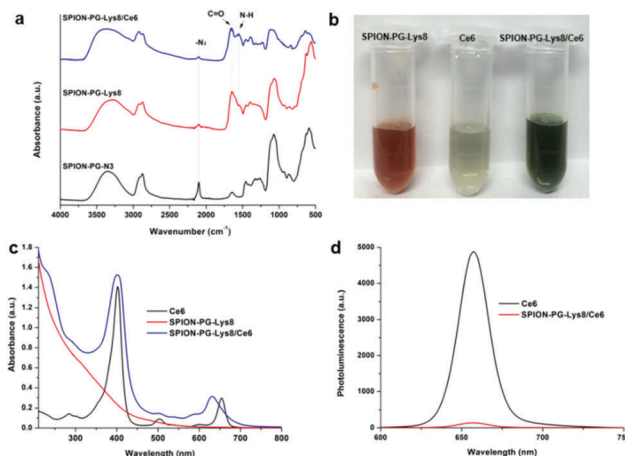 a
C=O
N-H
SPION-PG-Lys8/Ce6
-N₃
SPION-PG-Lys8
SPION-PG-N3
Absorbance (a.u.)
4000 3500 3000 2500 2000 1500 1000 500
Wavenumber (cm⁻¹)
b
SPION-PG-Lys8 Ce6 SPION-PG-Lys8/Ce6
c
1.8
1.6
1.4
1.2
1.0
0.8
0.6
0.4
0.2
0.0
Absorbance (a.u.)
Ce6
SPION-PG-Lys8
SPION-PG-Lys8/Ce6
300 400 500 600 700 800
Wavelength (nm)
d
5000
4000
3000
2000
1000
0
Photoluminescence (a.u.)
Ce6
SPION-PG-Lys8/Ce6
600 650 700 750
Wavelength (nm)